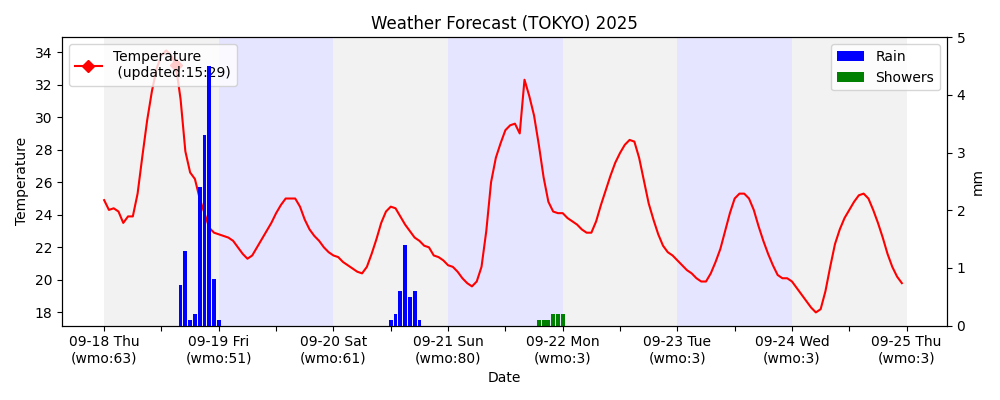 Weather Forecast (TOKYO) 2025
Temperature
(updated:15:29)
Rain
Showers
Temperature
34
32
30
28
26
24
22
20
18
5
4
3
2
1
0
mm
09-18 Thu
(wmo:63)
09-19 Fri
(wmo:51)
09-20 Sat
(wmo:61)
09-21 Sun
(wmo:80)
09-22 Mon
(wmo:3)
09-23 Tue
(wmo:3)
09-24 Wed
(wmo:3)
09-25 Thu
(wmo:3)
Date